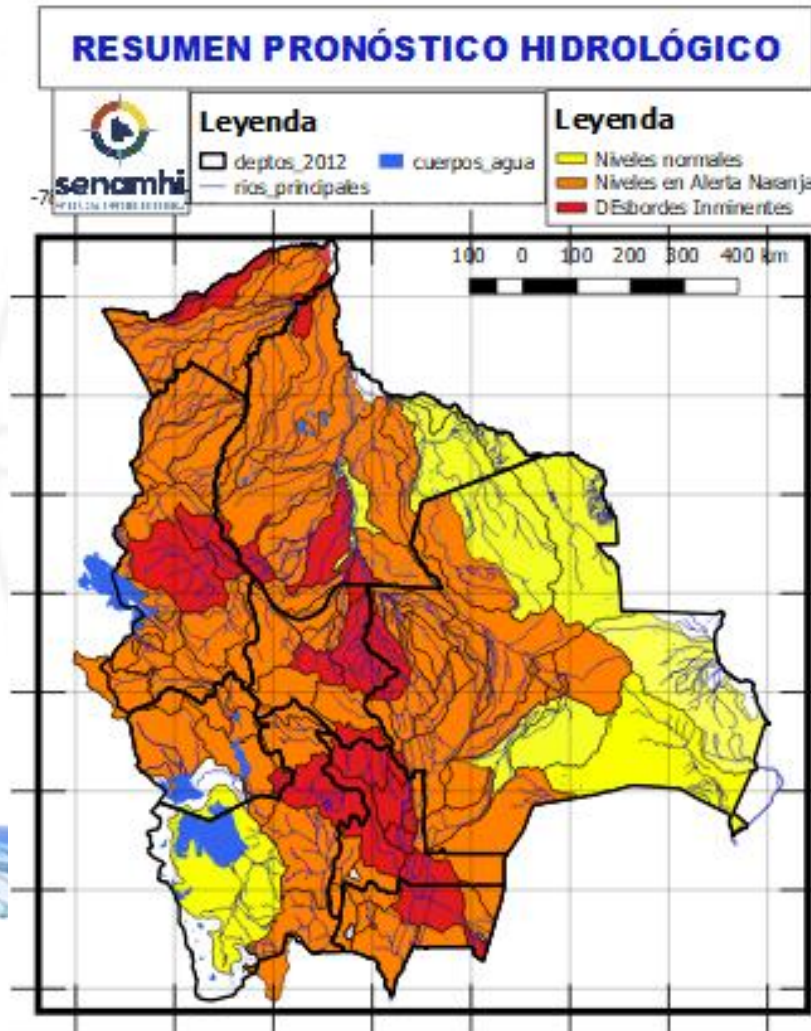 RESUMEN PRONÓSTICO HIDROLÓGICO
senamhi
Leyenda
deptos_2012
cuerpos_agua
rios_principales
Leyenda
Niveles normales
Niveles en Alerta Naranja
DEsbordes Inminentes
100 0 100 200 300 400 km